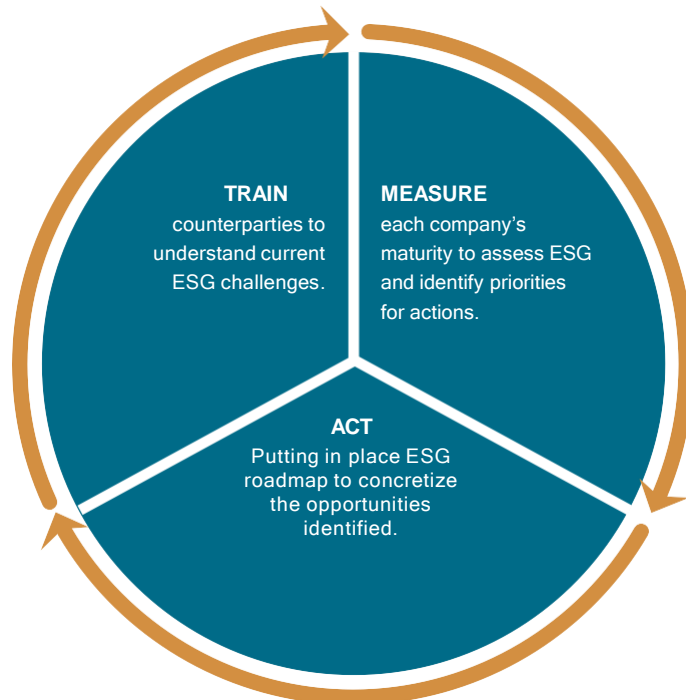 TRAIN
counterparties to
understand current
ESG challenges.
MEASURE
each company’s
maturity to assess ESG
and identify priorities
for actions.
ACT
Putting in place ESG
roadmap to concretize
the opportunities
identified.